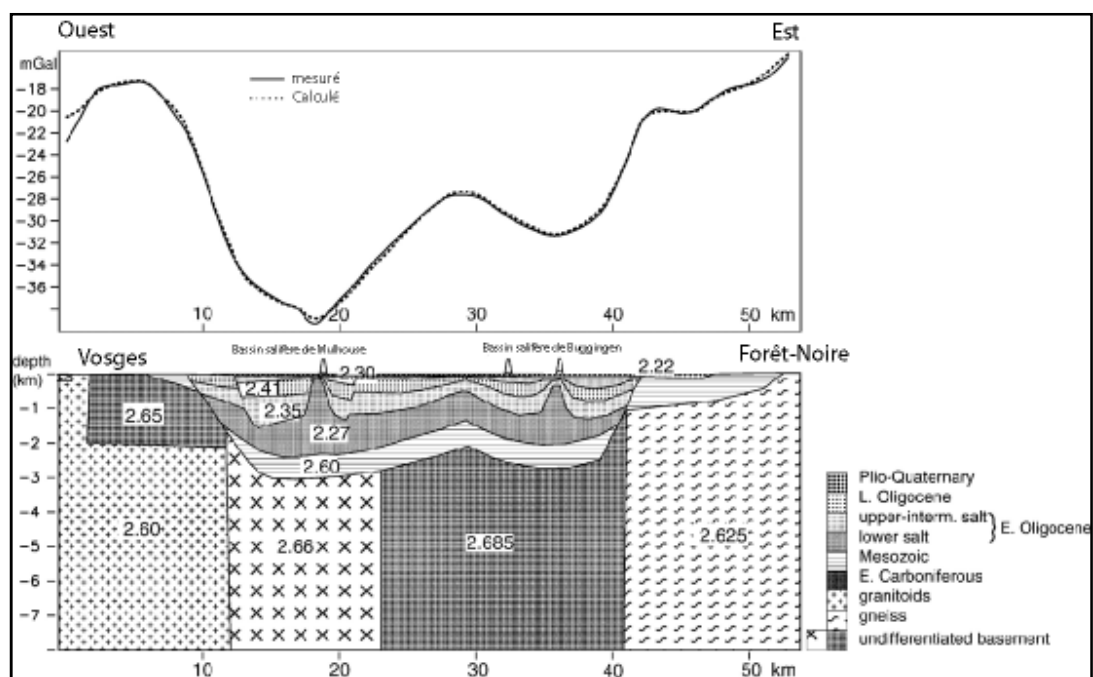 Ouest Est
mGal
-18
-20
-22
-24
-26
-28
-30
-32
-34
-36
mesuré
Calculé
10 20 30 40 50 km
Vosges Bassin salifère de Mulhouse Bassin salifère de Buggingen Forêt-Noire
depth
(km)
-1
-2
-3
-4
-5
-6
-7
2.30 2.22
2.41
2.65 2.35
2.27
2.60
2.60 2.66 2.685 2.625
10 20 30 40 50 km
Plio-Quaternary
L. Oligocene
upper-interm. salt
lower salt
E. Oligocene
Mesozoic
E. Carboniferous
granitoids
gneiss
undifferentiated basement